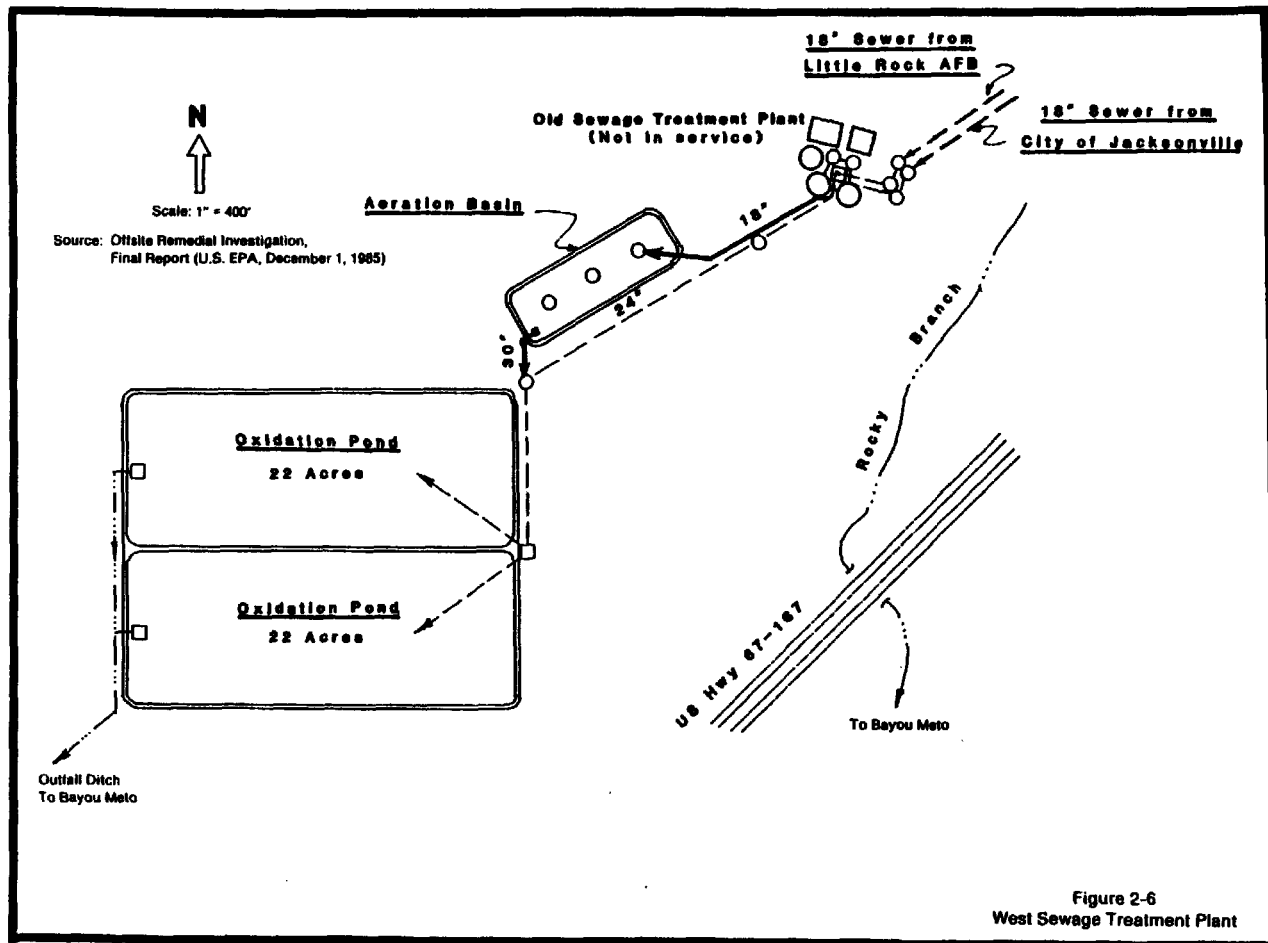 18" Sewer from
Little Rock AFB
18" Sewer from
City of Jacksonville
N
Old Sewage Treatment Plant
(Not in service)
Scale: 1" = 400'
Aeration Basin
18"
Source: Offsite Remedial Investigation,
Final Report (U.S. EPA, December 1, 1985)
24"
30"
Rocky Branch
Oxidation Pond
22 Acres
Oxidation Pond
22 Acres
US Hwy 67-167
To Bayou Meto
Outfall Ditch
To Bayou Meto
Figure 2-6
West Sewage Treatment Plant